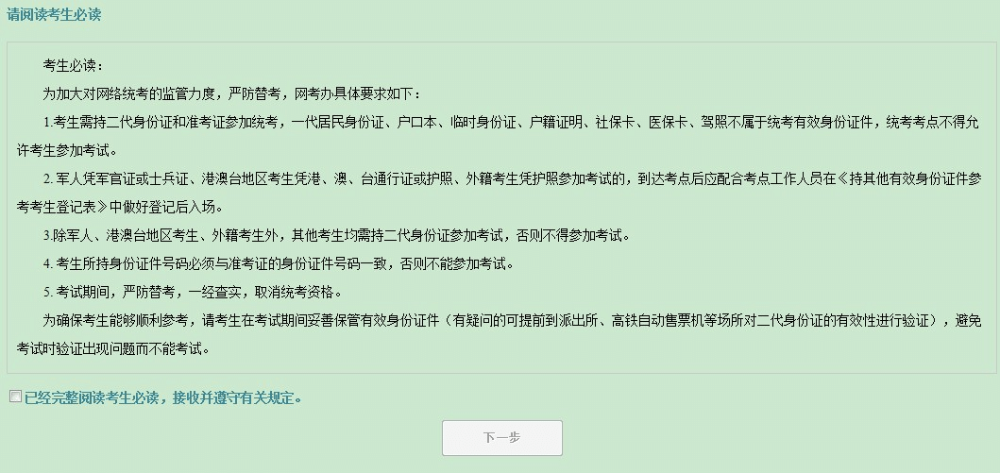 请阅读考生必读
考生必读：
为加大对网络统考的监管力度，严防替考，网考办具体要求如下：
1.考生需持二代身份证和准考证参加统考，一代居民身份证、户口本、临时身份证、户籍证明、社保卡、医保卡、驾照不属于统考有效身份证件，统考考点不得允
许考生参加考试。
2. 军人凭军官证或士兵证、港澳台地区考生凭港、澳、台通行证或护照、外籍考生凭护照参加考试的，到达考点后应配合考点工作人员在《持其他有效身份证件参
考考生登记表》中做好登记后入场。
3.除军人、港澳台地区考生、外籍考生外，其他考生均需持二代身份证参加考试，否则不得参加考试。
4. 考生所持身份证件号码必须与准考证的身份证件号码一致，否则不能参加考试。
5. 考试期间，严防替考，一经查实，取消统考资格。
为确保考生能够顺利参考，请考生在考试期间妥善保管有效身份证件（有疑问的可提前到派出所、高铁自动售票机等场所对二代身份证的有效性进行验证），避免
考试时验证出现问题而不能考试。
已经完整阅读考生必读，接收并遵守有关规定。
下一步